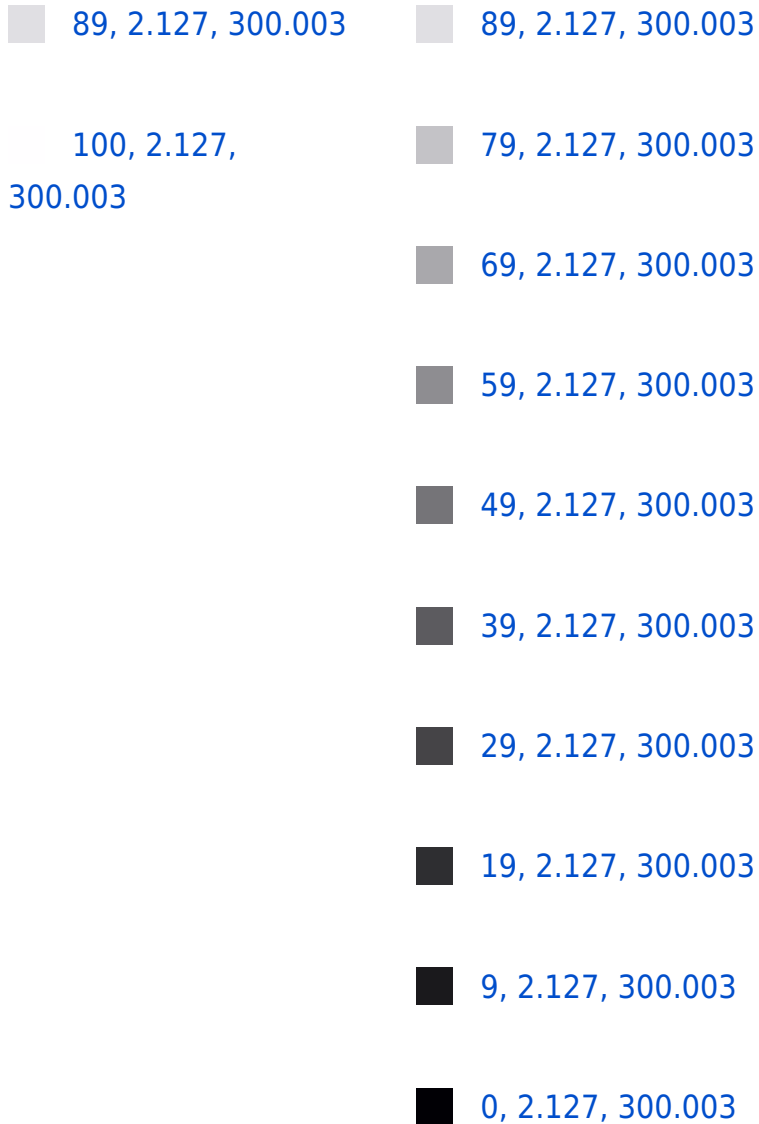 89, 2.127, 300.003
100, 2.127,
300.003
89, 2.127, 300.003
79, 2.127, 300.003
69, 2.127, 300.003
59, 2.127, 300.003
49, 2.127, 300.003
39, 2.127, 300.003
29, 2.127, 300.003
19, 2.127, 300.003
9, 2.127, 300.003
0, 2.127, 300.003